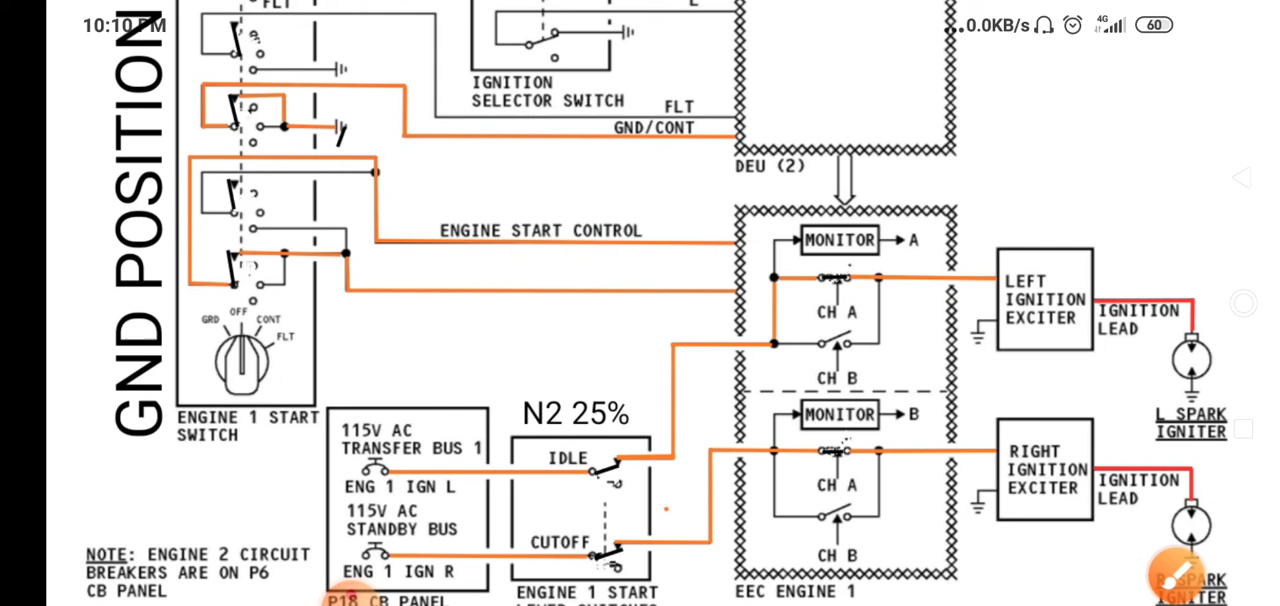 FLT
10:10 PM
...0.0KB/s
4G
60
GND POSITION
L
IGNITION
SELECTOR SWITCH
FLT
GND/CONT
DEU (2)
ENGINE START CONTROL
MONITOR
A
CH A
CH B
LEFT
IGNITION
EXCITER
IGNITION
LEAD
L SPARK
IGNITER
OFF
GRD
CONT
FLT
ENGINE 1 START
SWITCH
N2 25%
115V AC
TRANSFER BUS 1
ENG 1 IGN L
115V AC
STANDBY BUS
ENG 1 IGN R
P18 CB PANEL
IDLE
CUTOFF
ENGINE 1 START
LEVER SWITCHES
MONITOR
B
CH A
CH B
EEC ENGINE 1
RIGHT
IGNITION
EXCITER
IGNITION
LEAD
R SPARK
IGNITER
NOTE: ENGINE 2 CIRCUIT
BREAKERS ARE ON P6
CB PANEL